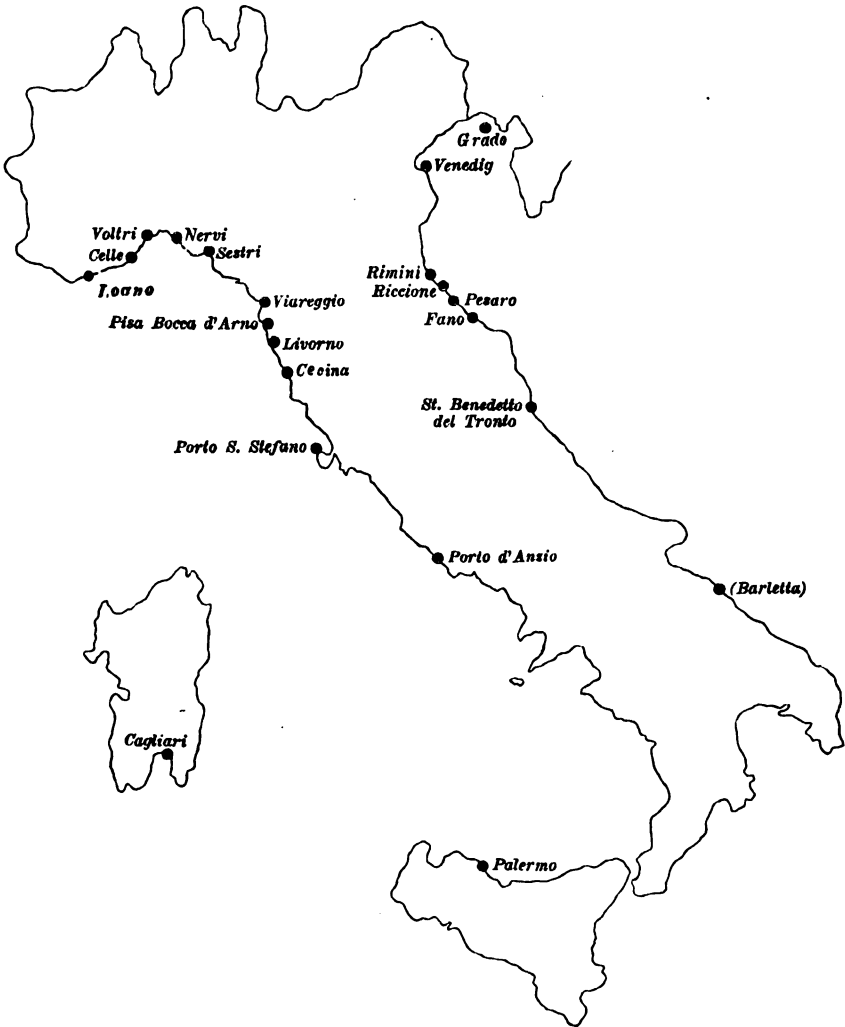 Grado
Venedig
Voltri
Nervi
Celle
Sestri
Loano
Rimini
Riccione
Viareggio
Pesaro
Pisa Bocca d'Arno
Fano
Livorno
Cecina
St. Benedetto
del Tronto
Porto S. Stefano
Porto d'Anzio
(Barletta)
Cagliari
Palermo